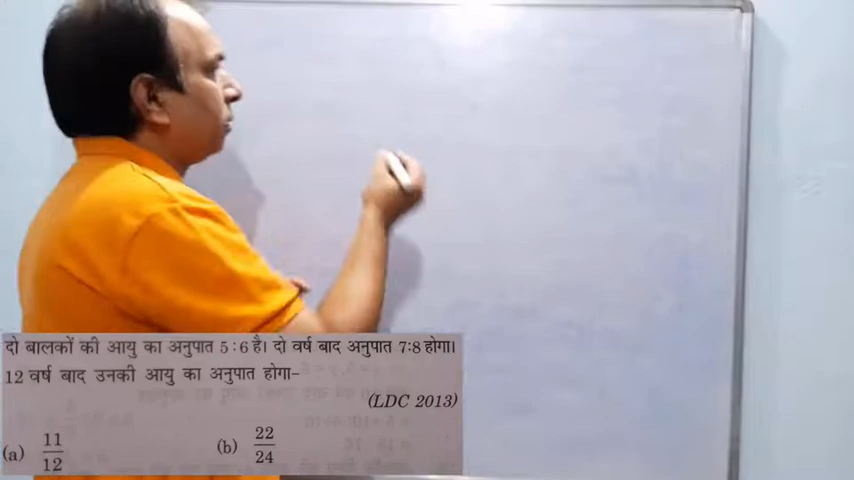 दो बालकों की आयु का अनुपात 5 : 6 है। दो वर्ष बाद अनुपात 7:8 होगा।
12 वर्ष बाद उनकी आयु का अनुपात होगा–
(LDC 2013)
(a) 11/12 (b) 22/24